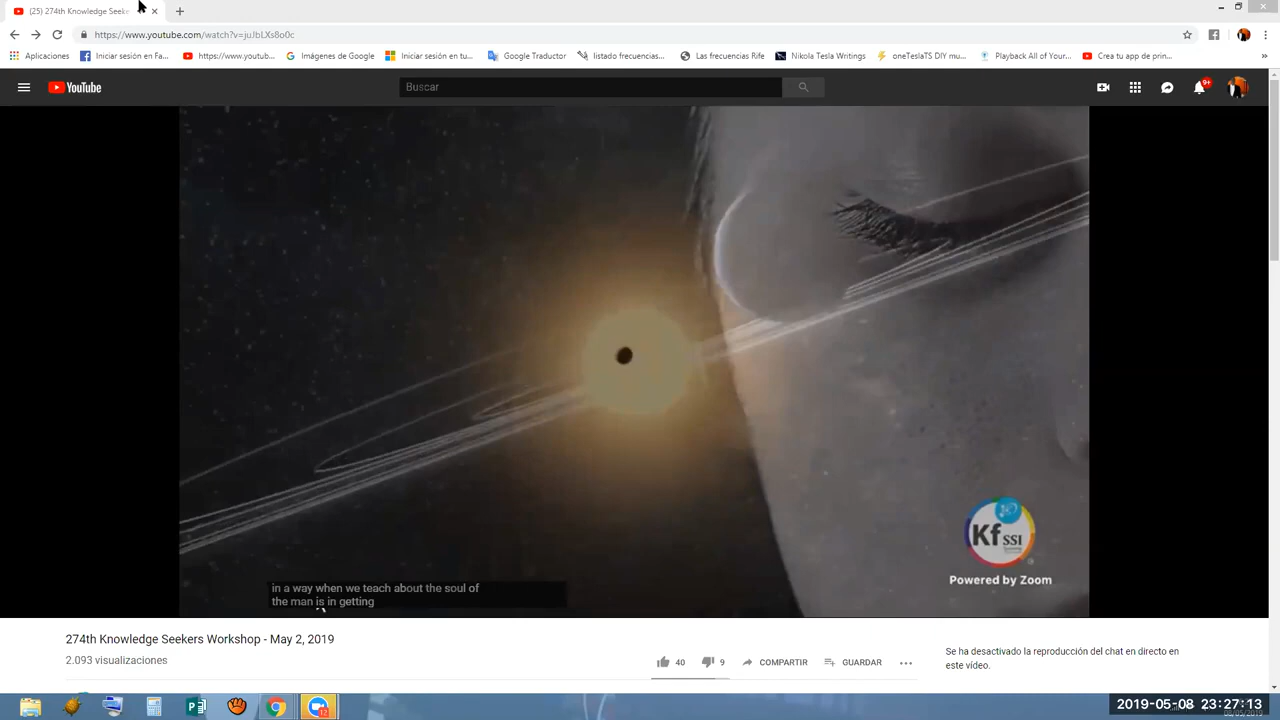 (25) 274th Knowledge Seeke
https://www.youtube.com/watch?v=juJbLXs8o0c
Aplicaciones
Iniciar sesión en Fa...
https://www.youtub...
Imágenes de Google
Iniciar sesión en tu...
Google Traductor
listado frecuencias...
Las frecuencias Rife
Nikola Tesla Writings
oneTeslaTS DIY mu...
Playback All of Your...
Crea tu app de prin...
YouTube
Buscar
9+
Kf SSI
Powered by Zoom
in a way when we teach about the soul of
the man is in getting
274th Knowledge Seekers Workshop - May 2, 2019
2.093 visualizaciones
40
9
COMPARTIR
GUARDAR
Se ha desactivado la reproducción del chat en directo en
este vídeo.
2019-05-08 23:27:13